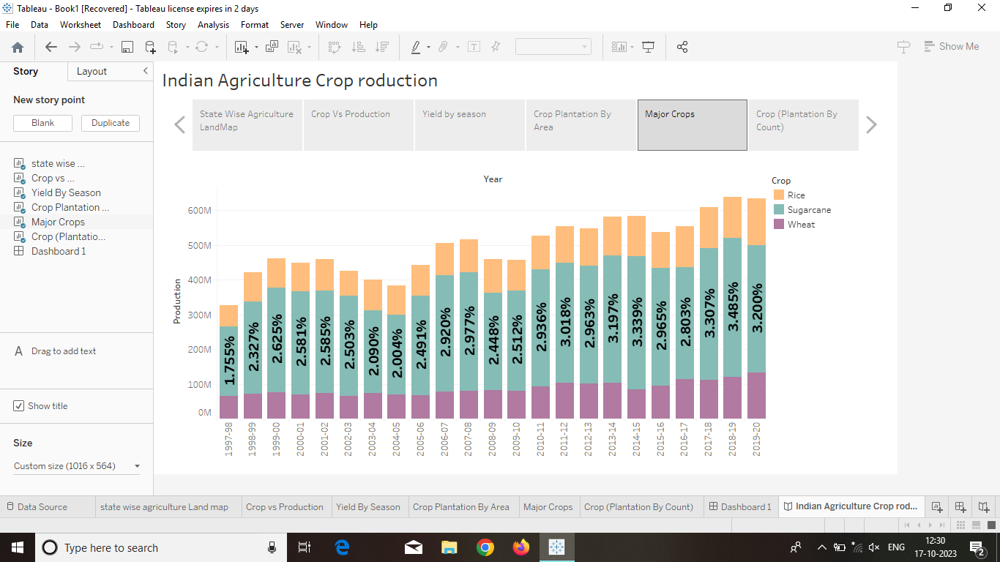 Tableau - Book1 [Recovered] - Tableau license expires in 2 days
File Data Worksheet Dashboard Story Analysis Format Server Window Help
Show Me
Story Layout
New story point
Blank Duplicate
state wise ...
Crop vs ...
Yield By Season
Crop Plantation ...
Major Crops
Crop (Plantatio...
Dashboard 1
A Drag to add text
Show title
Size
Custom size (1016 x 564)
Indian Agriculture Crop roduction
State Wise Agriculture
LandMap
Crop Vs Production
Yield by season
Crop Plantation By
Area
Major Crops
Crop (Plantation By
Count)
Year
Production
600M
500M
400M
300M
200M
100M
0M
1.755%
2.327%
2.625%
2.581%
2.585%
2.503%
2.090%
2.004%
2.491%
2.920%
2.977%
2.448%
2.512%
2.936%
3.018%
2.963%
3.197%
3.339%
2.965%
2.803%
3.307%
3.485%
3.200%
1997-98
1998-99
1999-00
2000-01
2001-02
2002-03
2003-04
2004-05
2005-06
2006-07
2007-08
2008-09
2009-10
2010-11
2011-12
2012-13
2013-14
2014-15
2015-16
2016-17
2017-18
2018-19
2019-20
Crop
Rice
Sugarcane
Wheat
Data Source state wise agriculture Land map Crop vs Production Yield By Season Crop Plantation By Area Major Crops Crop (Plantation By Count) Dashboard 1 Indian Agriculture Crop rod...
Type here to search
ENG
12:30
17-10-2023
2